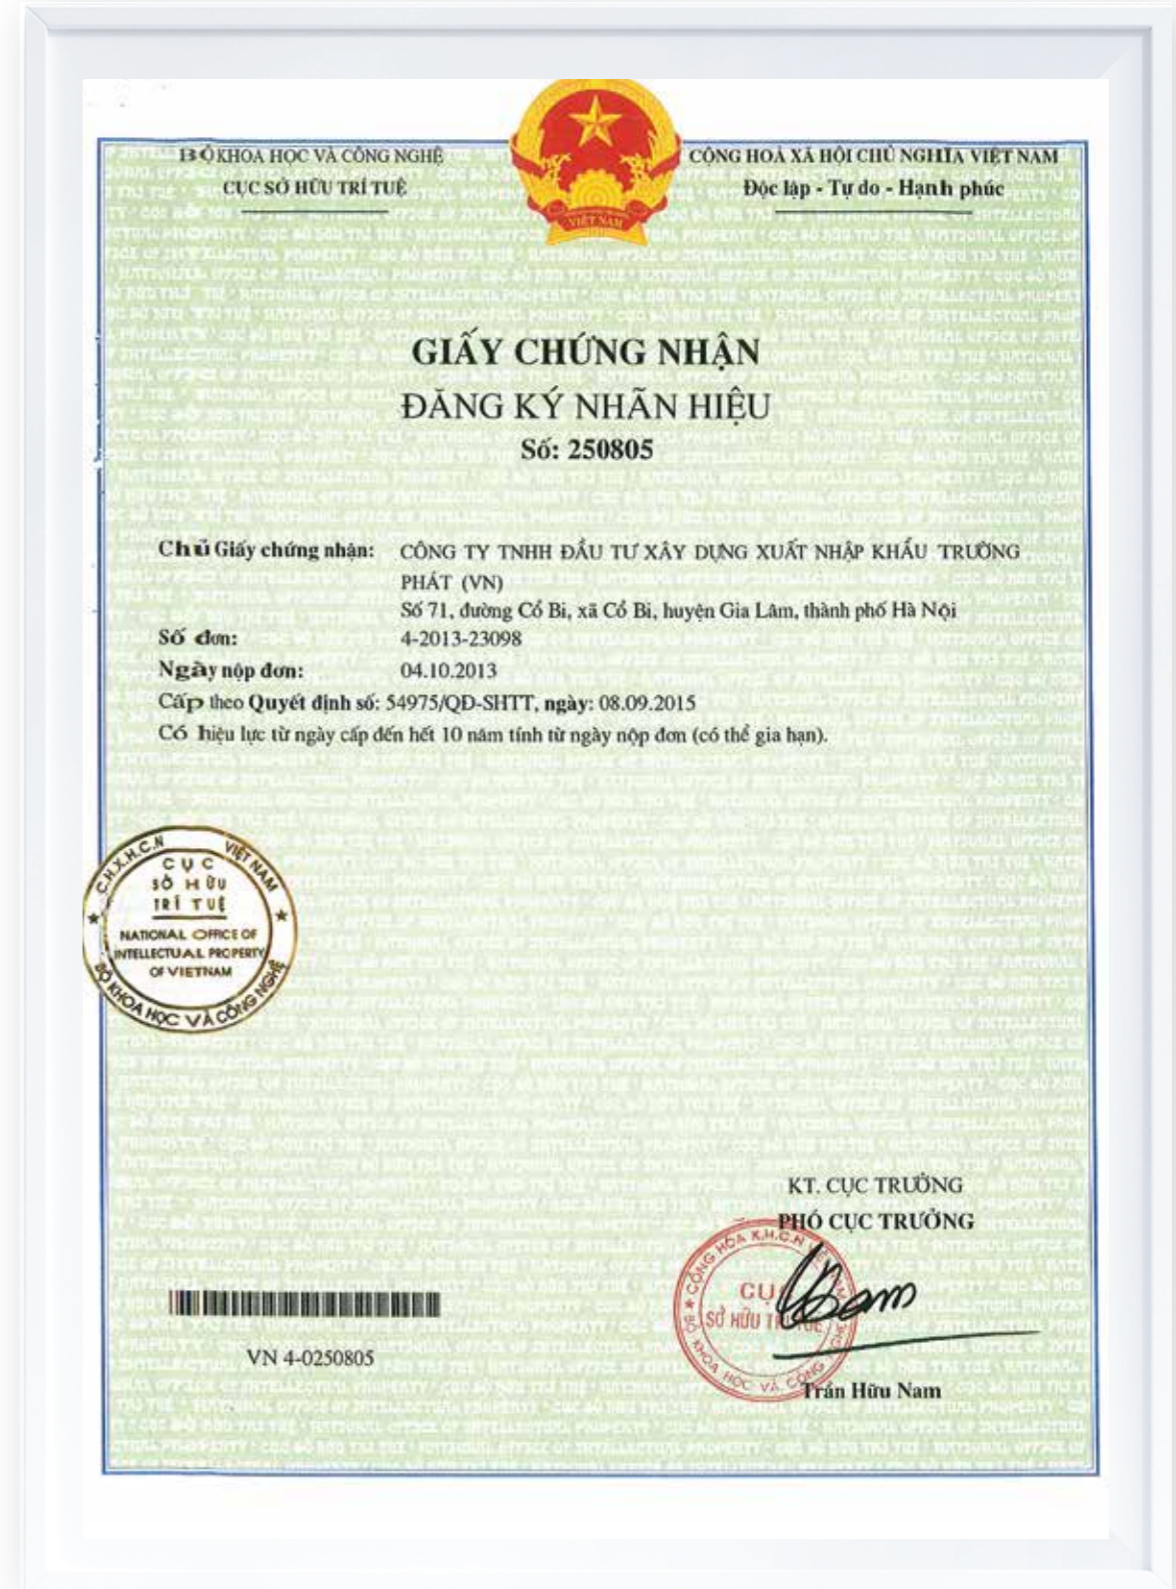 BỘ KHOA HỌC VÀ CÔNG NGHỆ
CỤC SỞ HỮU TRÍ TUỆ
CỘNG HOÀ XÃ HỘI CHỦ NGHĨA VIỆT NAM
Độc lập - Tự do - Hạnh phúc
VIỆT NAM
GIẤY CHỨNG NHẬN
ĐĂNG KÝ NHÃN HIỆU
Số: 250805
Chủ Giấy chứng nhận: CÔNG TY TNHH ĐẦU TƯ XÂY DỰNG XUẤT NHẬP KHẨU TRƯỜNG
PHÁT (VN)
Số 71, đường Cổ Bi, xã Cổ Bi, huyện Gia Lâm, thành phố Hà Nội
Số đơn: 4-2013-23098
Ngày nộp đơn: 04.10.2013
Cấp theo Quyết định số: 54975/QĐ-SHTT, ngày: 08.09.2015
Có hiệu lực từ ngày cấp đến hết 10 năm tính từ ngày nộp đơn (có thể gia hạn).
C.H.X.H.C.N VIỆT NAM
CỤC
SỞ HỮU
TRÍ TUỆ
NATIONAL OFFICE OF
INTELLECTUAL PROPERTY
OF VIETNAM
BỘ KHOA HỌC VÀ CÔNG NGHỆ
KT. CỤC TRƯỞNG
PHÓ CỤC TRƯỞNG
SỞ HỮU
VN 4-0250805
Trần Hữu Nam